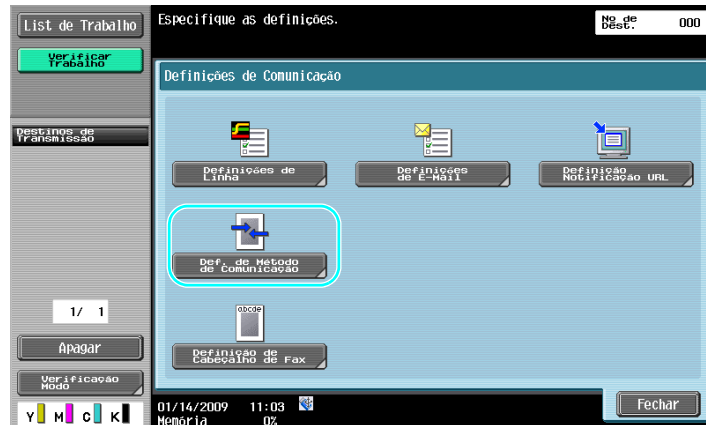 List de Trabalho
Especifique as definições.
Nº de
Dest.
000
Verificar
Trabalho
Definições de Comunicação
Destinos de
Transmissão
Definições de
Linha
Definições
de E-Mail
Definição
Notificação URL
Def. de Método
de Comunicação
abcde
Definição de
Cabeçalho de Fax
1/ 1
Apagar
Verificação
Modo
Y M C K
01/14/2009 11:03
Memória 0%
Fechar